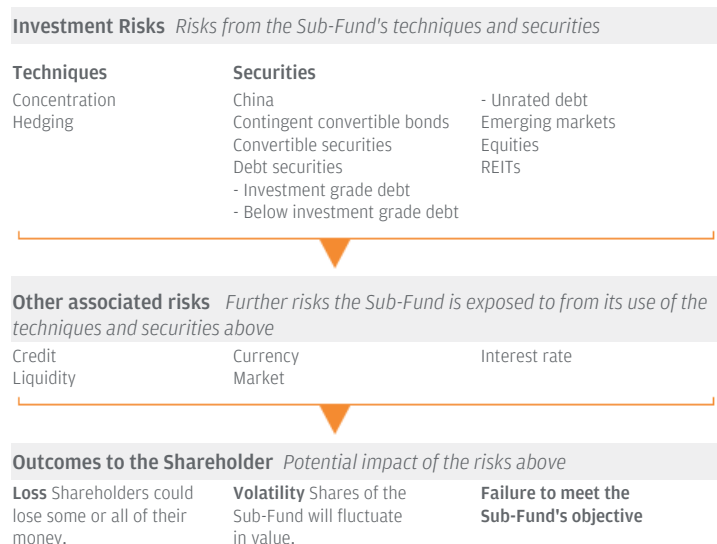 Investment Risks Risks from the Sub-Fund's techniques and securities
Techniques
Concentration
Hedging
Securities
China
Contingent convertible bonds
Convertible securities
Debt securities
- Investment grade debt
- Below investment grade debt
- Unrated debt
Emerging markets
Equities
REITs
Other associated risks Further risks the Sub-Fund is exposed to from its use of the
techniques and securities above
Credit
Liquidity
Currency
Market
Interest rate
Outcomes to the Shareholder Potential impact of the risks above
Loss Shareholders could
lose some or all of their
money.
Volatility Shares of the
Sub-Fund will fluctuate
in value.
Failure to meet the
Sub-Fund's objective